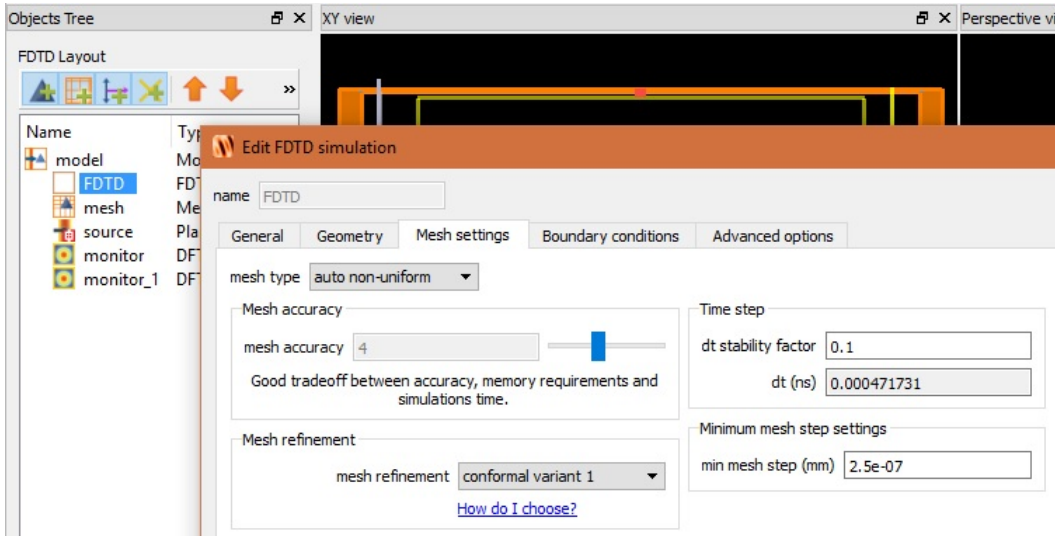 Objects Tree
XY view
Perspective vi
FDTD Layout
»
Name
Typ
model
Mo
FDTD
FDT
mesh
Me
source
Pla
monitor
DFT
monitor_1
DFT
Edit FDTD simulation
name FDTD
General Geometry Mesh settings Boundary conditions Advanced options
mesh type auto non-uniform
Mesh accuracy
mesh accuracy 4
Good tradeoff between accuracy, memory requirements and
simulations time.
Mesh refinement
mesh refinement conformal variant 1
How do I choose?
Time step
dt stability factor 0.1
dt (ns) 0.000471731
Minimum mesh step settings
min mesh step (mm) 2.5e-07